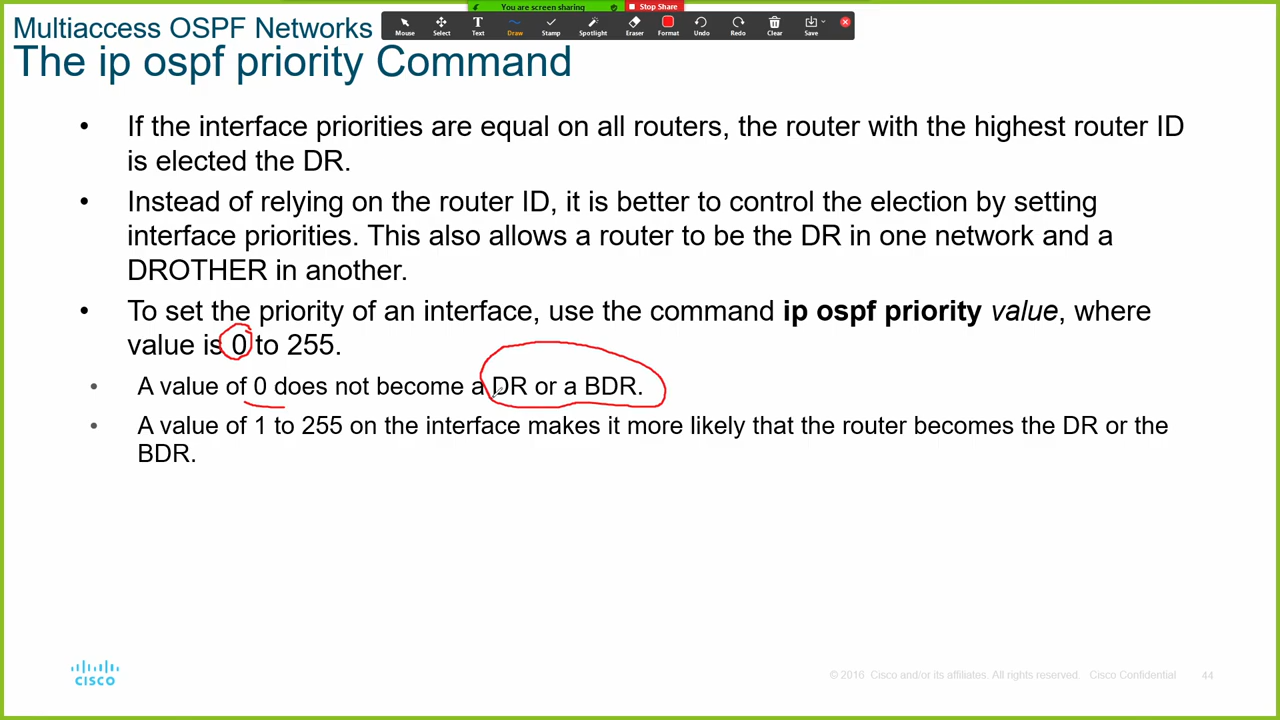 You are screen sharing
Stop Share
Multiaccess OSPF Networks
Mouse Select Text Draw Stamp Spotlight Eraser Format Undo Redo Clear Save
The ip ospf priority Command
• If the interface priorities are equal on all routers, the router with the highest router ID
is elected the DR.
• Instead of relying on the router ID, it is better to control the election by setting
interface priorities. This also allows a router to be the DR in one network and a
DROTHER in another.
• To set the priority of an interface, use the command ip ospf priority value, where
value is 0 to 255.
• A value of 0 does not become a DR or a BDR.
• A value of 1 to 255 on the interface makes it more likely that the router becomes the DR or the
BDR.
CISCO
© 2016 Cisco and/or its affiliates. All rights reserved. Cisco Confidential 44